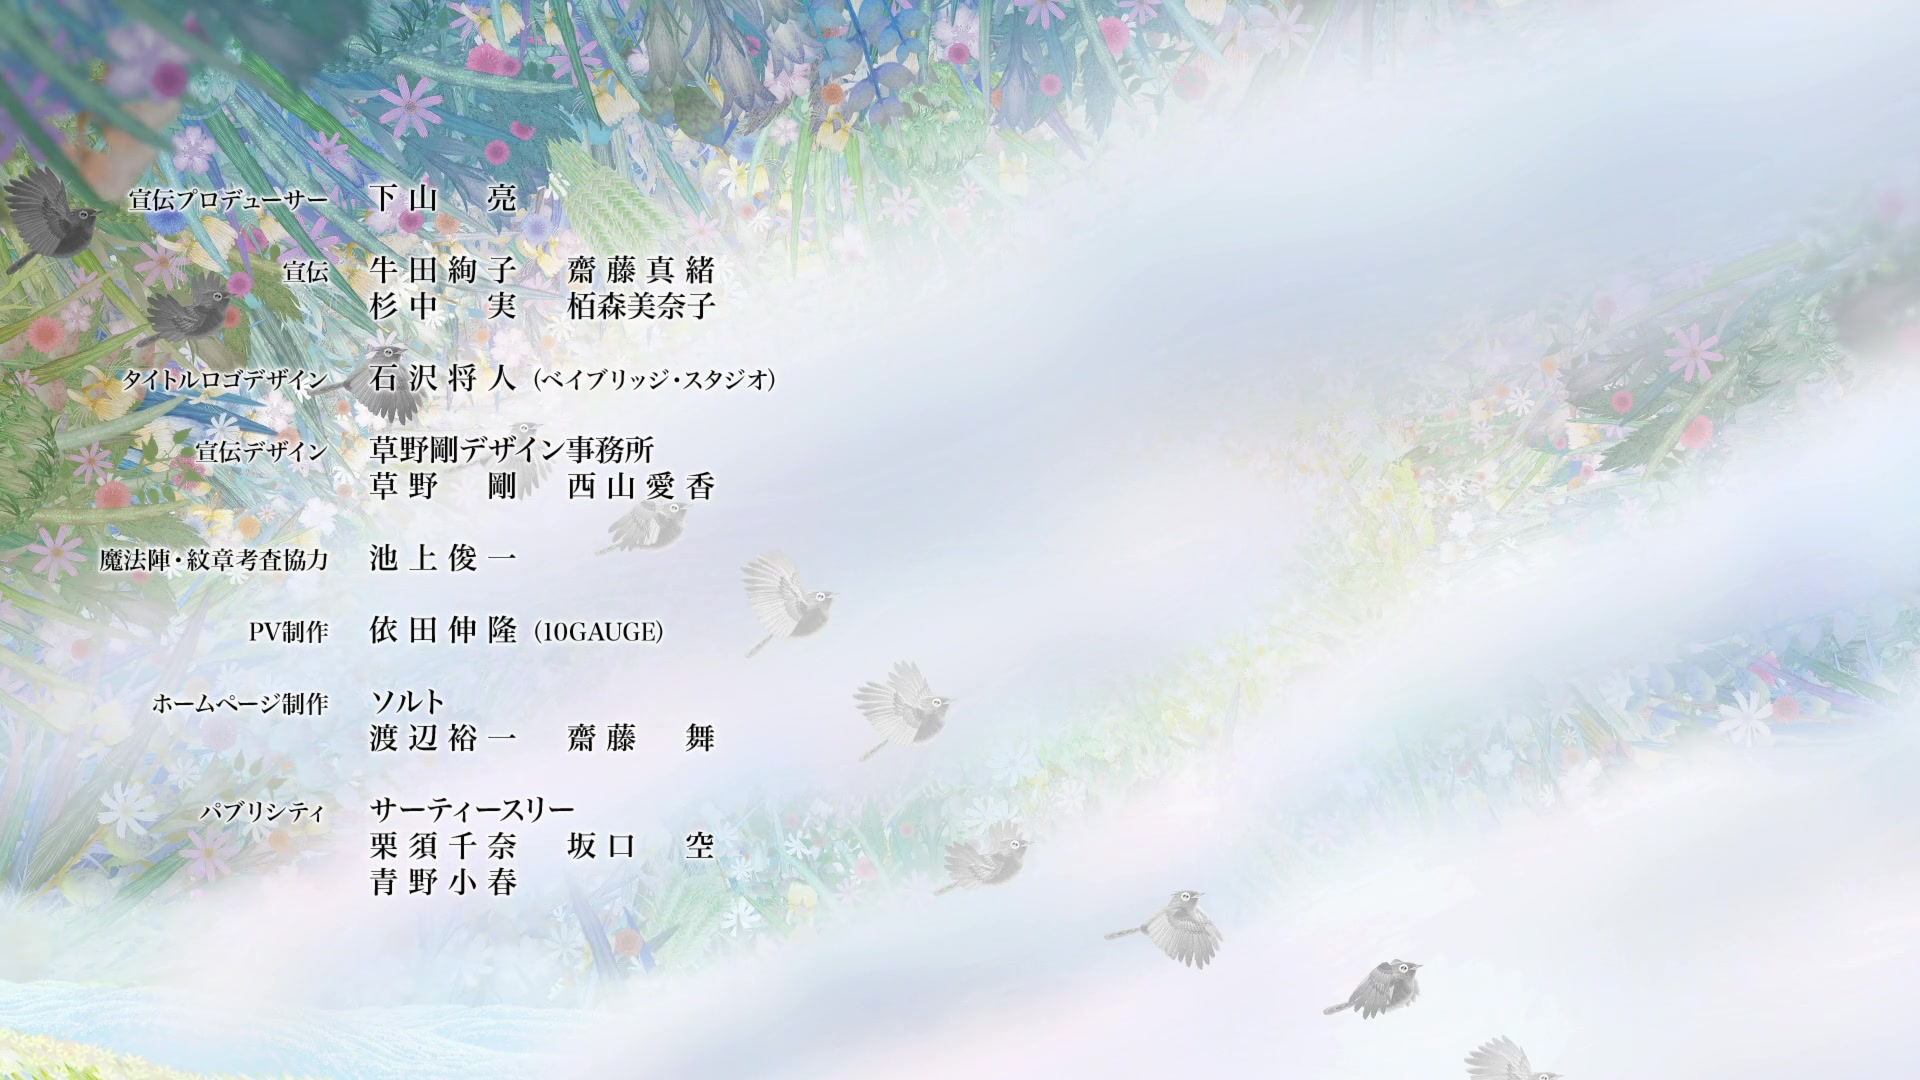 宣伝プロデューサー 下山 亮
宣伝 牛田絢子 齋藤真緒
杉中 実 栢森美奈子
タイトルロゴデザイン 石沢将人（ベイブリッジ・スタジオ）
宣伝デザイン 草野剛デザイン事務所
草野 剛 西山愛香
魔法陣・紋章考査協力 池上俊一
PV制作 依田伸隆（10GAUGE）
ホームページ制作 ソルト
渡辺裕一 齋藤 舞
パブリシティ サーティースリー
栗須千奈 坂口 空
青野小春